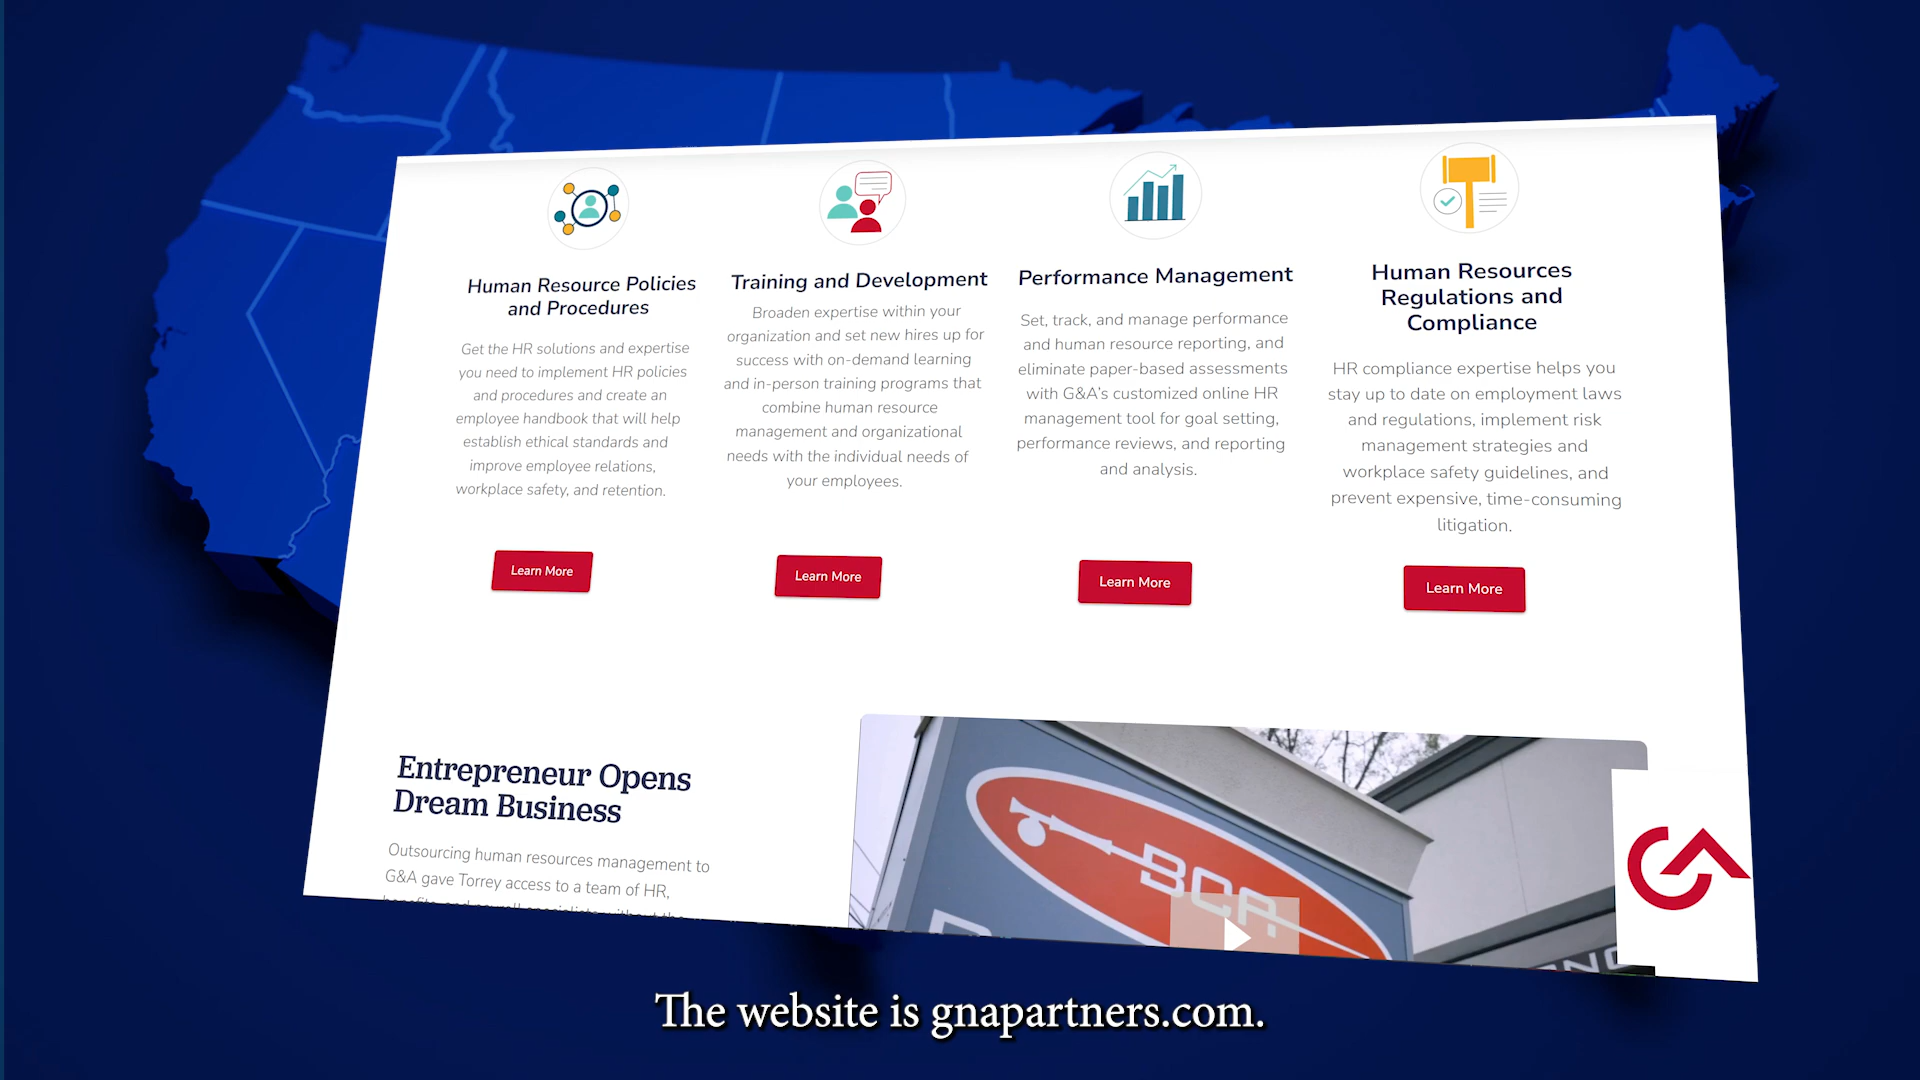 Human Resource Policies
and Procedures
Get the HR solutions and expertise
you need to implement HR policies
and procedures and create an
employee handbook that will help
establish ethical standards and
improve employee relations,
workplace safety, and retention.
Learn More
Training and Development
Broaden expertise within your
organization and set new hires up for
success with on-demand learning
and in-person training programs that
combine human resource
management and organizational
needs with the individual needs of
your employees.
Learn More
Performance Management
Set, track, and manage performance
and human resource reporting, and
eliminate paper-based assessments
with G&A's customized online HR
management tool for goal setting,
performance reviews, and reporting
and analysis.
Learn More
Human Resources
Regulations and
Compliance
HR compliance expertise helps you
stay up to date on employment laws
and regulations, implement risk
management strategies and
workplace safety guidelines, and
prevent expensive, time-consuming
litigation.
Learn More
Entrepreneur Opens
Dream Business
Outsourcing human resources management to
G&A gave Torrey access to a team of HR,
BCR
The website is gnapartners.com.